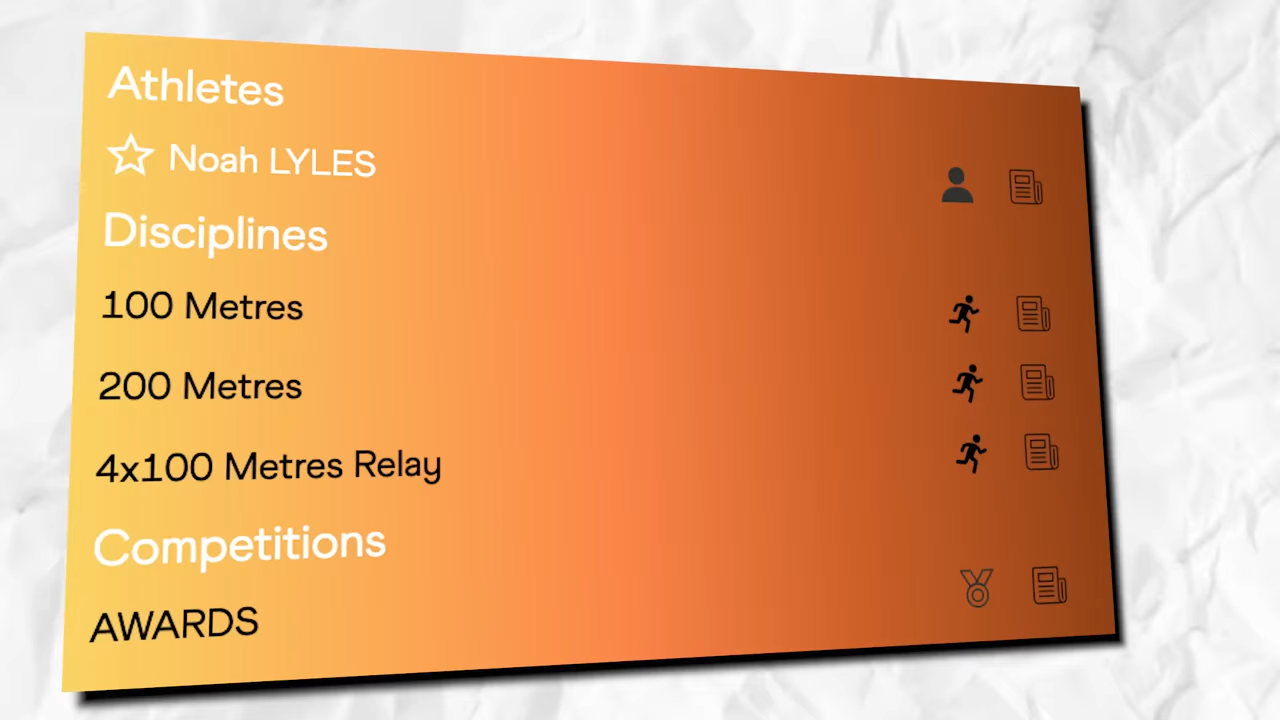 Athletes
Noah LYLES
Disciplines
100 Metres
200 Metres
4x100 Metres Relay
Competitions
AWARDS